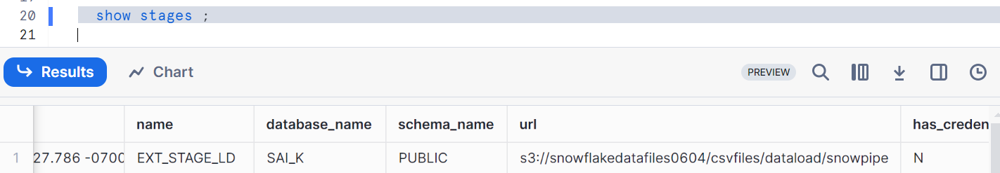 20 show stages ;
21
Results Chart PREVIEW
name database_name schema_name url has_creden
1 27.786 -0700 EXT_STAGE_LD SAI_K PUBLIC s3://snowflakedatafiles0604/csvfiles/dataload/snowpipe N